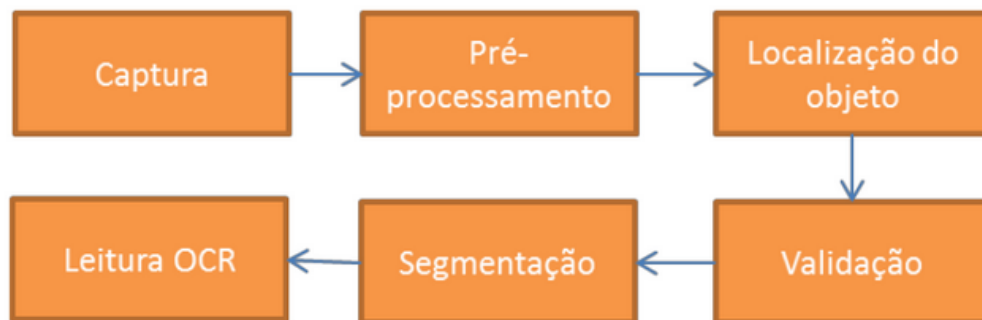 Captura
Pré-
processamento
Localização do
objeto
Validação
Segmentação
Leitura OCR